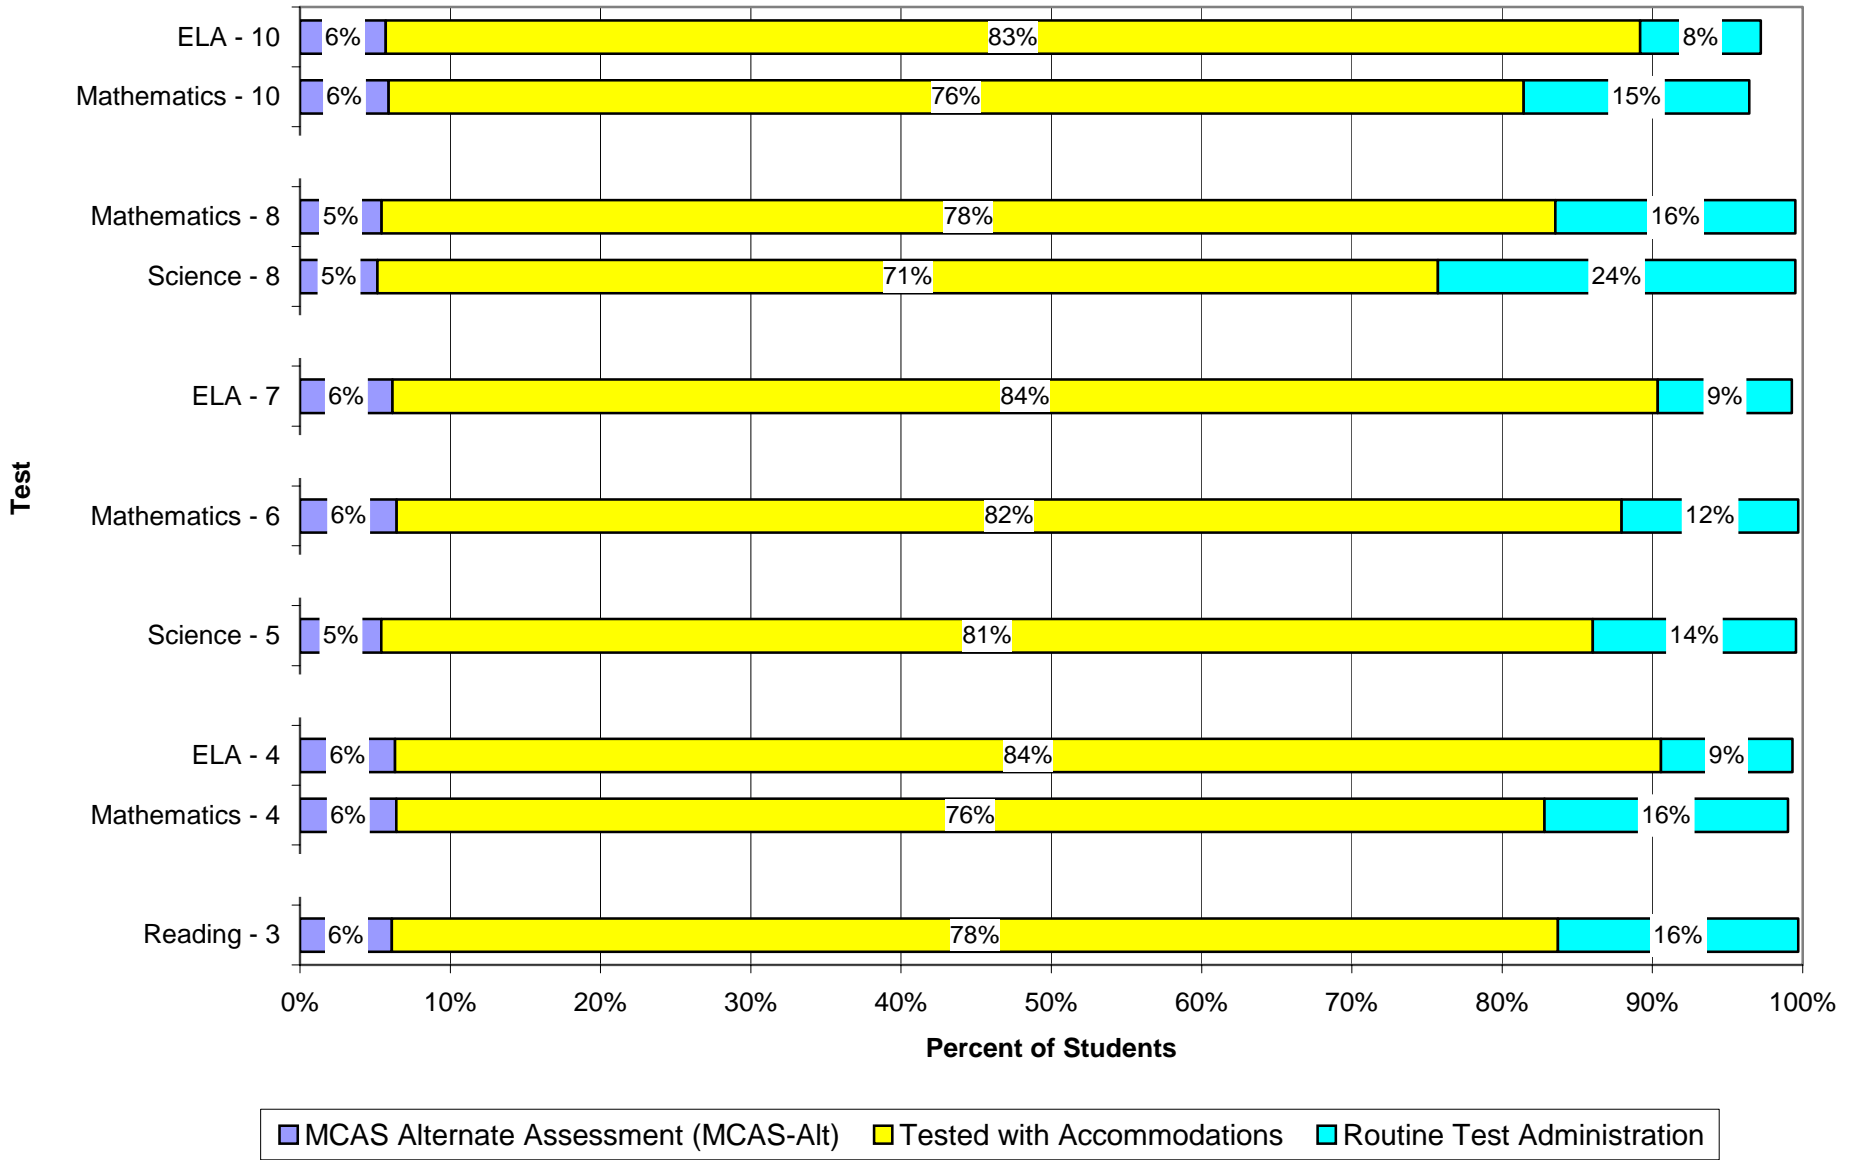 ELA - 10 6% 83% 8%
Mathematics - 10 6% 76% 15%
Mathematics - 8 5% 78% 16%
Science - 8 5% 71% 24%
ELA - 7 6% 84% 9%
Test
Mathematics - 6 6% 82% 12%
Science - 5 5% 81% 14%
ELA - 4 6% 84% 9%
Mathematics - 4 6% 76% 16%
Reading - 3 6% 78% 16%
0% 10% 20% 30% 40% 50% 60% 70% 80% 90% 100%
Percent of Students
MCAS Alternate Assessment (MCAS-Alt) Tested with Accommodations Routine Test Administration